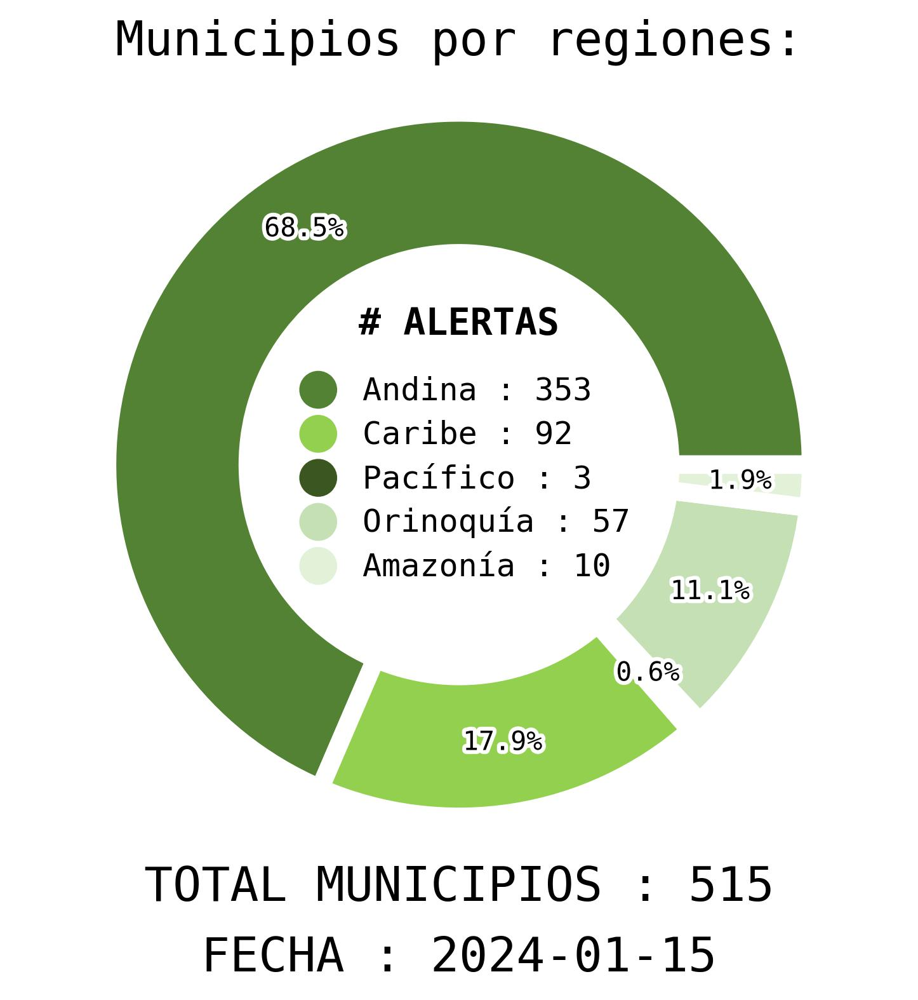 Municipios por regiones:
68.5%
# ALERTAS
Andina : 353
Caribe : 92
Pacífico : 3
Orinoquía : 57
Amazonía : 10
1.9%
11.1%
0.6%
17.9%
TOTAL MUNICIPIOS : 515
FECHA : 2024-01-15